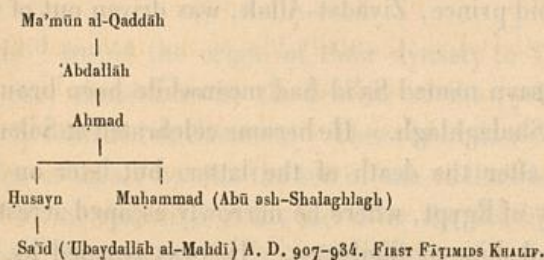 Ma'mūn al-Qaddāḥ
'Abdallāh
Aḥmad
Ḥusayn Muḥammad (Abū ash-Shalaghlagh)
Sa'īd ('Ubaydallāh al-Mahdī) A. D. 907-934. FIRST FĀṬIMIDS KHALIF.